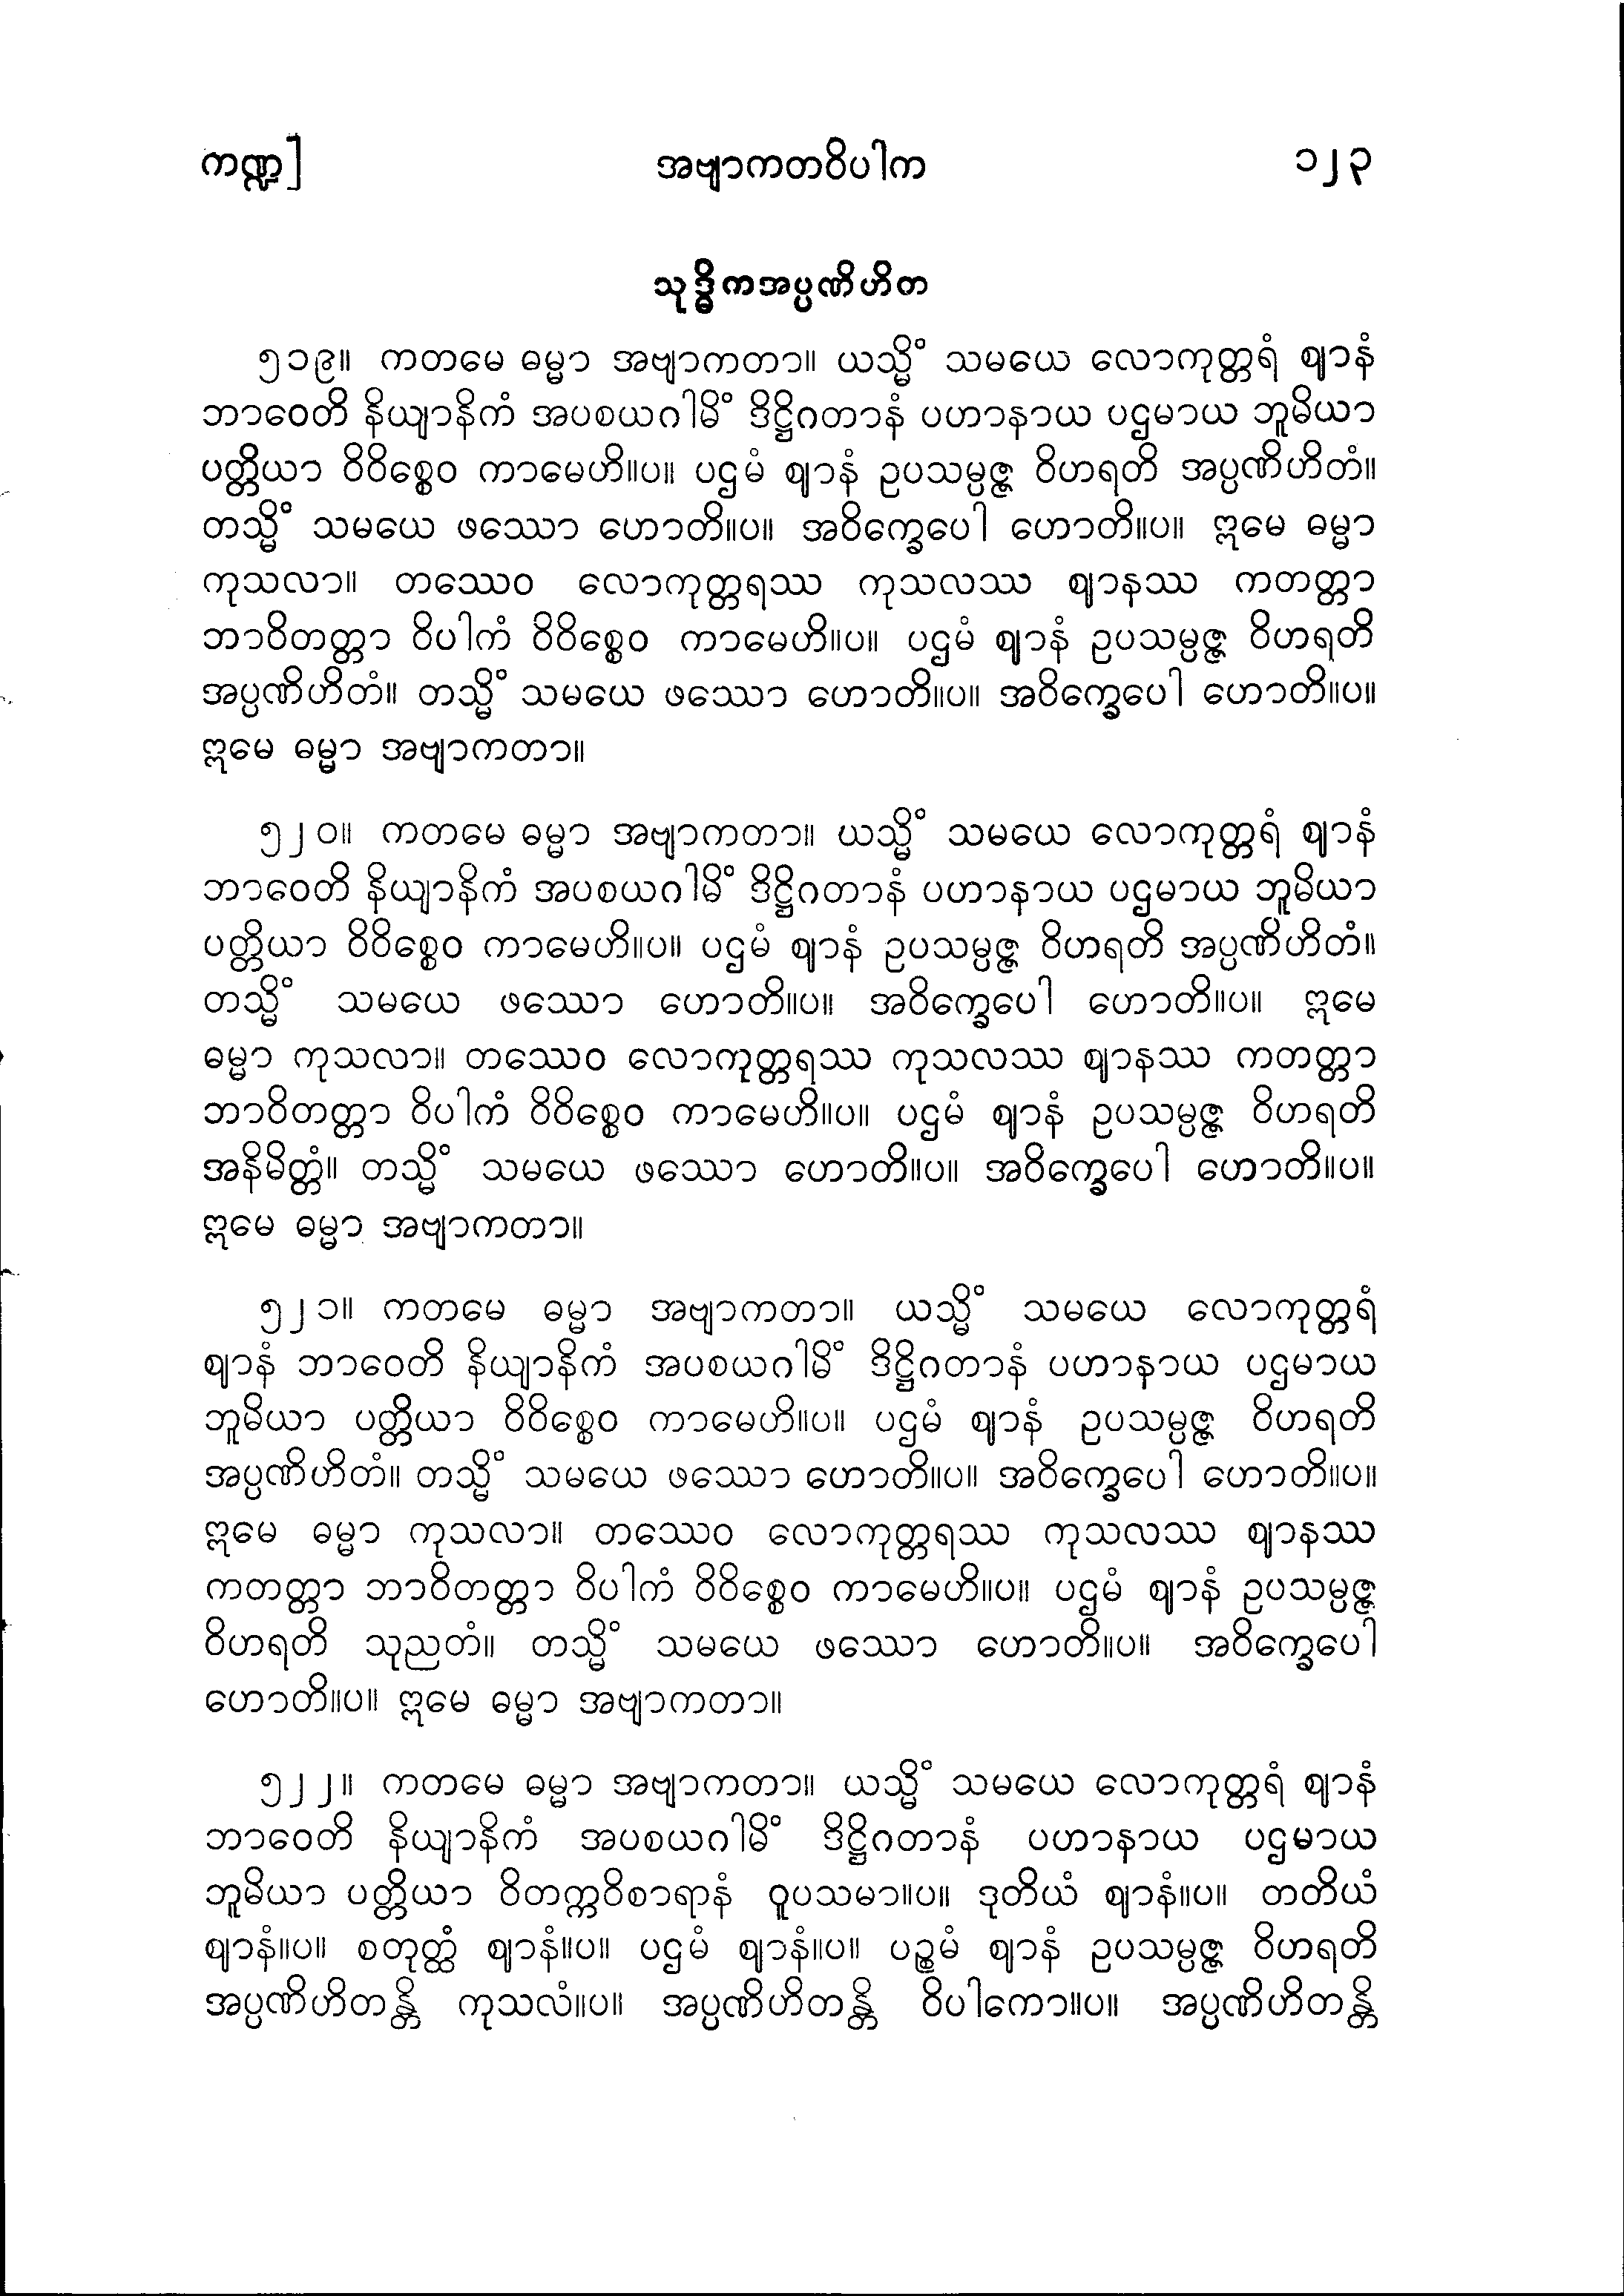 ကဏ္ဍ]	အဗျာကတဝိပါက	၁၂၃
သုဒ္ဓိကအပ္ပဏိဟိတ
၅၁၉။ ကတမေ ဓမ္မာ အဗျာကတာ။ ယသ္မိံ သမယေ လောကုတ္တရံ ဈာနံ
ဘာဝေတိ နိယျာနိကံ အပစယဂါမိံ ဒိဋ္ဌိဂတာနံ ပဟာနာယ ပဌမာယ ဘူမိယာ
ပတ္တိယာ ဝိဝိစ္စေဝ ကာမေဟိ။ပ။ ပဌမံ ဈာနံ ဥပသမ္ပဇ္ဇ ဝိဟရတိ အပ္ပဏိဟိတံ။
တသ္မိံ သမယေ ဖဿော ဟောတိ။ပ။ အဝိက္ခေပေါ ဟောတိ။ပ။ ဣမေ ဓမ္မာ
ကုသလာ။ တဿေဝ လောကုတ္တရဿ ကုသလဿ ဈာနဿ ကတတ္တာ
ဘာဝိတတ္တာ ဝိပါကံ ဝိဝိစ္စေဝ ကာမေဟိ။ပ။ ပဌမံ ဈာနံ ဥပသမ္ပဇ္ဇ ဝိဟရတိ
အပ္ပဏိဟိတံ။ တသ္မိံ သမယေ ဖဿော ဟောတိ။ပ။ အဝိက္ခေပေါ ဟောတိ။ပ။
ဣမေ ဓမ္မာ အဗျာကတာ။
၅၂၀။ ကတမေ ဓမ္မာ အဗျာကတာ။ ယသ္မိံ သမယေ လောကုတ္တရံ ဈာနံ
ဘာဝေတိ နိယျာနိကံ အပစယဂါမိံ ဒိဋ္ဌိဂတာနံ ပဟာနာယ ပဌမာယ ဘူမိယာ
ပတ္တိယာ ဝိဝိစ္စေဝ ကာမေဟိ။ပ။ ပဌမံ ဈာနံ ဥပသမ္ပဇ္ဇ ဝိဟရတိ အပ္ပဏိဟိတံ။
တသ္မိံ သမယေ ဖဿော ဟောတိ။ပ။ အဝိက္ခေပေါ ဟောတိ။ပ။ ဣမေ
ဓမ္မာ ကုသလာ။ တဿေဝ လောကုတ္တရဿ ကုသလဿ ဈာနဿ ကတတ္တာ
ဘာဝိတတ္တာ ဝိပါကံ ဝိဝိစ္စေဝ ကာမေဟိ။ပ။ ပဌမံ ဈာနံ ဥပသမ္ပဇ္ဇ ဝိဟရတိ
အနိမိတ္တံ။ တသ္မိံ သမယေ ဖဿော ဟောတိ။ပ။ အဝိက္ခေပေါ ဟောတိ။ပ။
ဣမေ ဓမ္မာ အဗျာကတာ။
၅၂၁။ ကတမေ ဓမ္မာ အဗျာကတာ။ ယသ္မိံ သမယေ လောကုတ္တရံ
ဈာနံ ဘာဝေတိ နိယျာနိကံ အပစယဂါမိံ ဒိဋ္ဌိဂတာနံ ပဟာနာယ ပဌမာယ
ဘူမိယာ ပတ္တိယာ ဝိဝိစ္စေဝ ကာမေဟိ။ပ။ ပဌမံ ဈာနံ ဥပသမ္ပဇ္ဇ ဝိဟရတိ
အပ္ပဏိဟိတံ။ တသ္မိံ သမယေ ဖဿော ဟောတိ။ပ။ အဝိက္ခေပေါ ဟောတိ။ပ။
ဣမေ ဓမ္မာ ကုသလာ။ တဿေဝ လောကုတ္တရဿ ကုသလဿ ဈာနဿ
ကတတ္တာ ဘာဝိတတ္တာ ဝိပါကံ ဝိဝိစ္စေဝ ကာမေဟိ။ပ။ ပဌမံ ဈာနံ ဥပသမ္ပဇ္ဇ
ဝိဟရတိ သုညတံ။ တသ္မိံ သမယေ ဖဿော ဟောတိ။ပ။ အဝိက္ခေပေါ
ဟောတိ။ပ။ ဣမေ ဓမ္မာ အဗျာကတာ။
၅၂၂။ ကတမေ ဓမ္မာ အဗျာကတာ။ ယသ္မိံ သမယေ လောကုတ္တရံ ဈာနံ
ဘာဝေတိ နိယျာနိကံ အပစယဂါမိံ ဒိဋ္ဌိဂတာနံ ပဟာနာယ ပဌမာယ
ဘူမိယာ ပတ္တိယာ ဝိတက္ကဝိစာရာနံ ဝူပသမာ။ပ။ ဒုတိယံ ဈာနံ။ပ။ တတိယံ
ဈာနံ။ပ။ စတုတ္ထံ ဈာနံ။ပ။ ပဌမံ ဈာနံ။ပ။ ပဉ္စမံ ဈာနံ ဥပသမ္ပဇ္ဇ ဝိဟရတိ
အပ္ပဏိဟိတန္တိ ကုသလံ။ပ။ အပ္ပဏိဟိတန္တိ ဝိပါကော။ပ။ အပ္ပဏိဟိတန္တိ